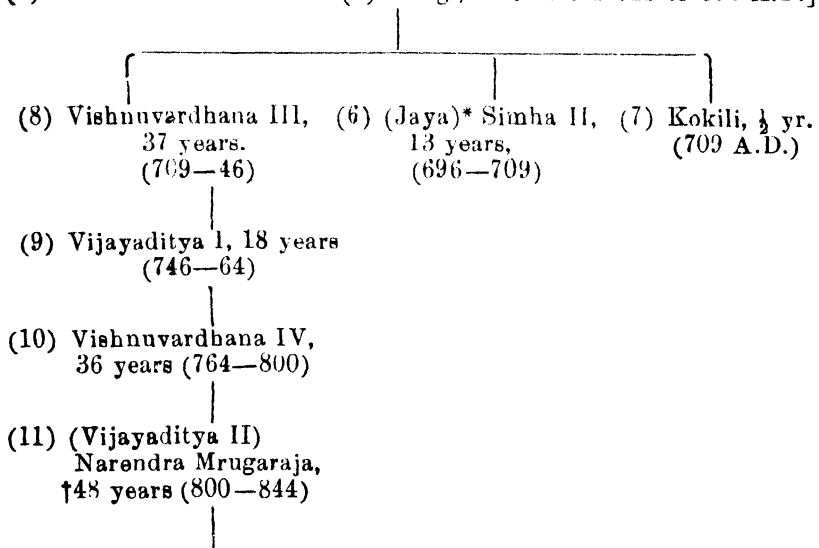 (8) Vishnuvardhana III, (6) (Jaya)* Simha II, (7) Kokili, ½ yr.
37 years. 13 years, (709 A.D.)
(709—46) (696—709)
(9) Vijayaditya I, 18 years
(746—64)
(10) Vishnuvardhana IV,
36 years (764—800)
(11) (Vijayaditya II)
Narendra Mrugaraja,
†48 years (800—844)